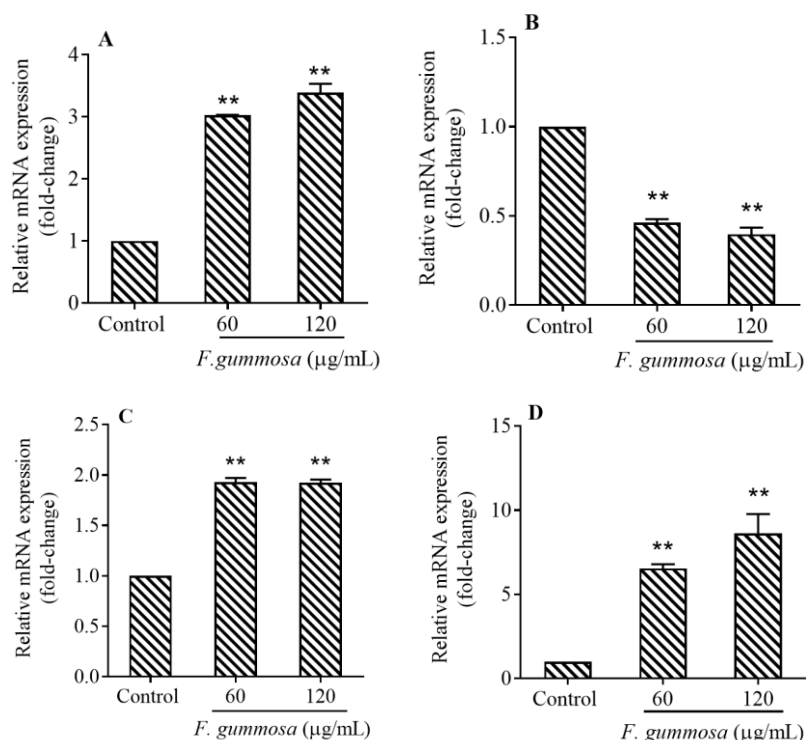 A
Relative mRNA expression
(fold-change)
4
3
2
1
0
**
**
Control
60
120
F.gummosa (μg/mL)
B
Relative mRNA expression
(fold-change)
1.5
1.0
0.5
0.0
**
**
Control
60
120
F. gummosa (μg/mL)
C
Relative mRNA expression
(fold-change)
2.5
2.0
1.5
1.0
0.5
0.0
**
**
Control
60
120
F. gummosa (μg/mL)
D
Relative mRNA expression
(fold-change)
15
10
5
0
**
**
Control
60
120
F. gummosa (μg/mL)